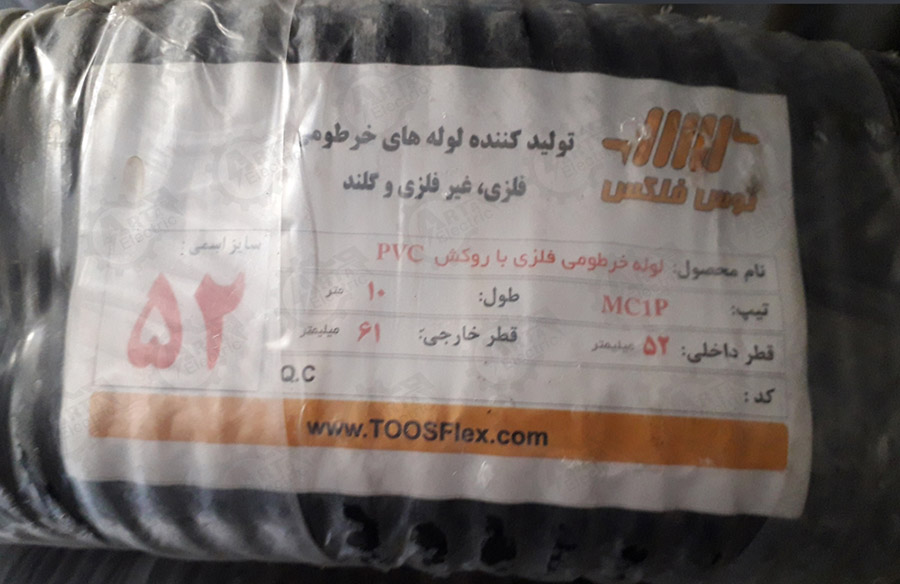 توس فلکس
تولید کننده لوله های خرطومی
فلزی، غیر فلزی و گلند
نام محصول: لوله خرطومی فلزی با روکش PVC
سایز اسمی:
۵۲
تیپ: MC1P طول: ۱۰ متر
قطر داخلی: ۵۲ میلیمتر قطر خارجی: ۶۱ میلیمتر
کد: Q.C
www.TOOSFlex.com
ARTA Electric